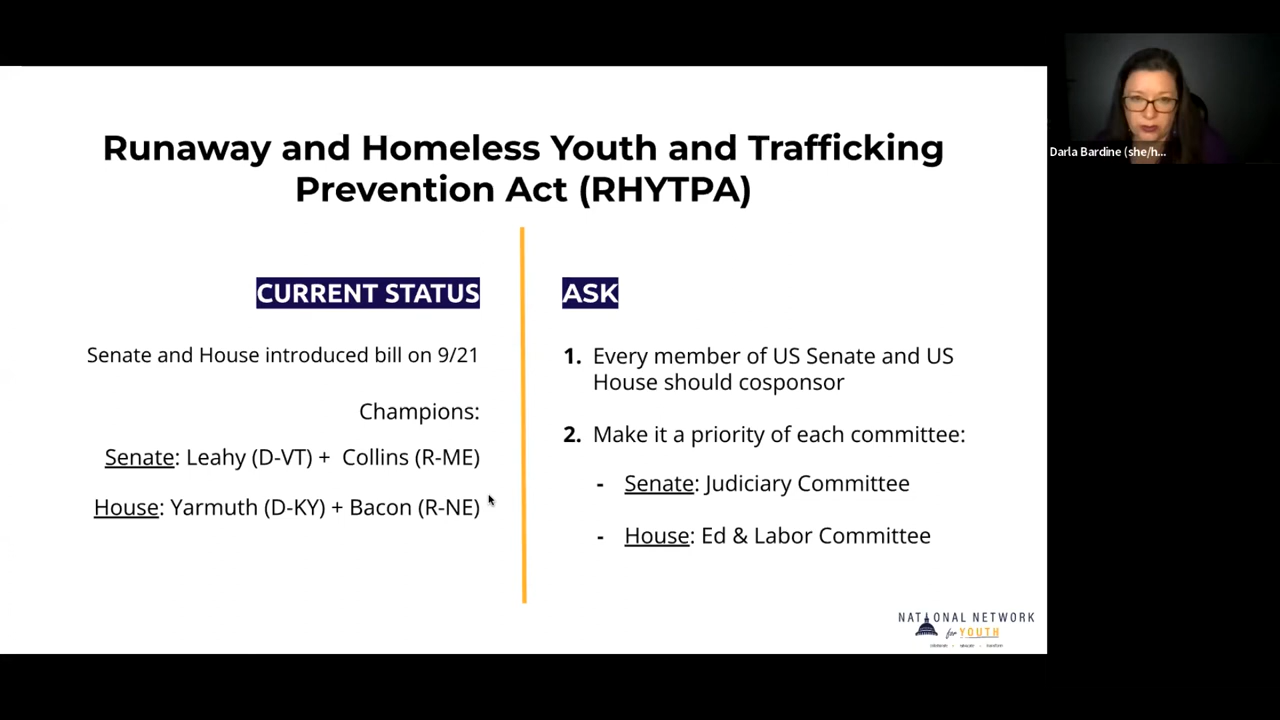 Runaway and Homeless Youth and Trafficking
Prevention Act (RHYTPA)
CURRENT STATUS
Senate and House introduced bill on 9/21
Champions:
Senate: Leahy (D-VT) + Collins (R-ME)
House: Yarmuth (D-KY) + Bacon (R-NE)
ASK
1. Every member of US Senate and US
House should cosponsor
2. Make it a priority of each committee:
- Senate: Judiciary Committee
- House: Ed & Labor Committee
NATIONAL NETWORK
for YOUTH
Darla Bardine (she/h...